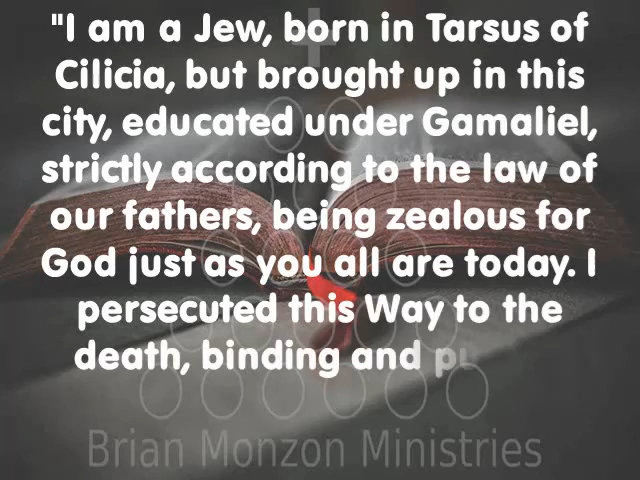 "I am a Jew, born in Tarsus of
Cilicia, but brought up in this
city, educated under Gamaliel,
strictly according to the law of
our fathers, being zealous for
God just as you all are today. I
persecuted this Way to the
death, binding and
Brian Monzon Ministries